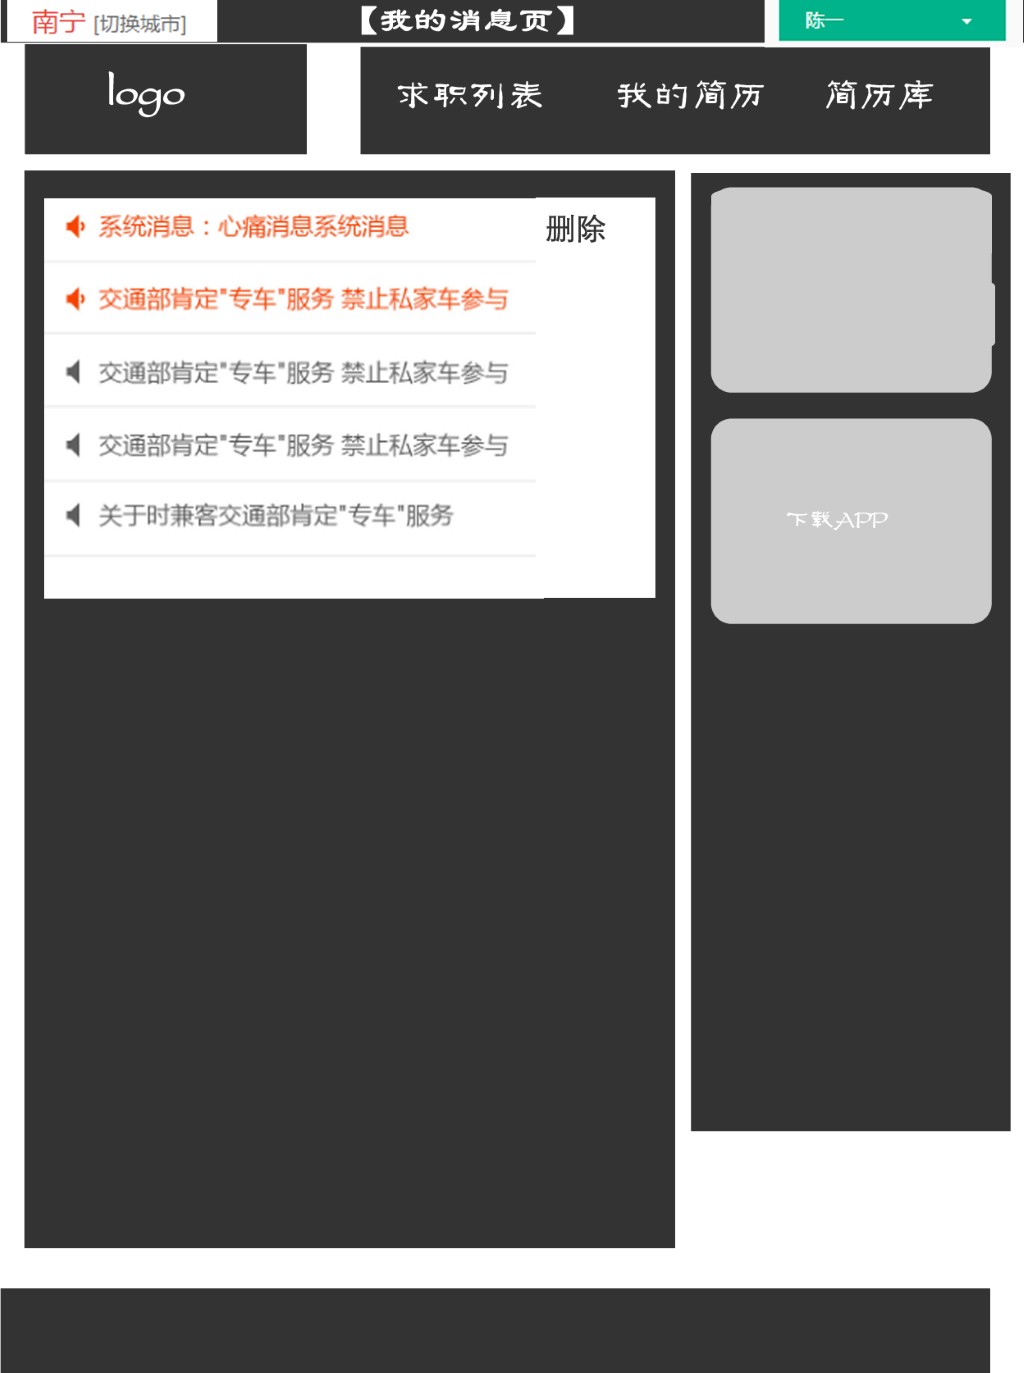 南宁 [切换城市] 【我的消息页】 陈一
logo 求职列表 我的简历 简历库
系统消息：心痛消息系统消息 删除
交通部肯定"专车"服务 禁止私家车参与
交通部肯定"专车"服务 禁止私家车参与
交通部肯定"专车"服务 禁止私家车参与
关于时兼客交通部肯定"专车"服务
下载APP